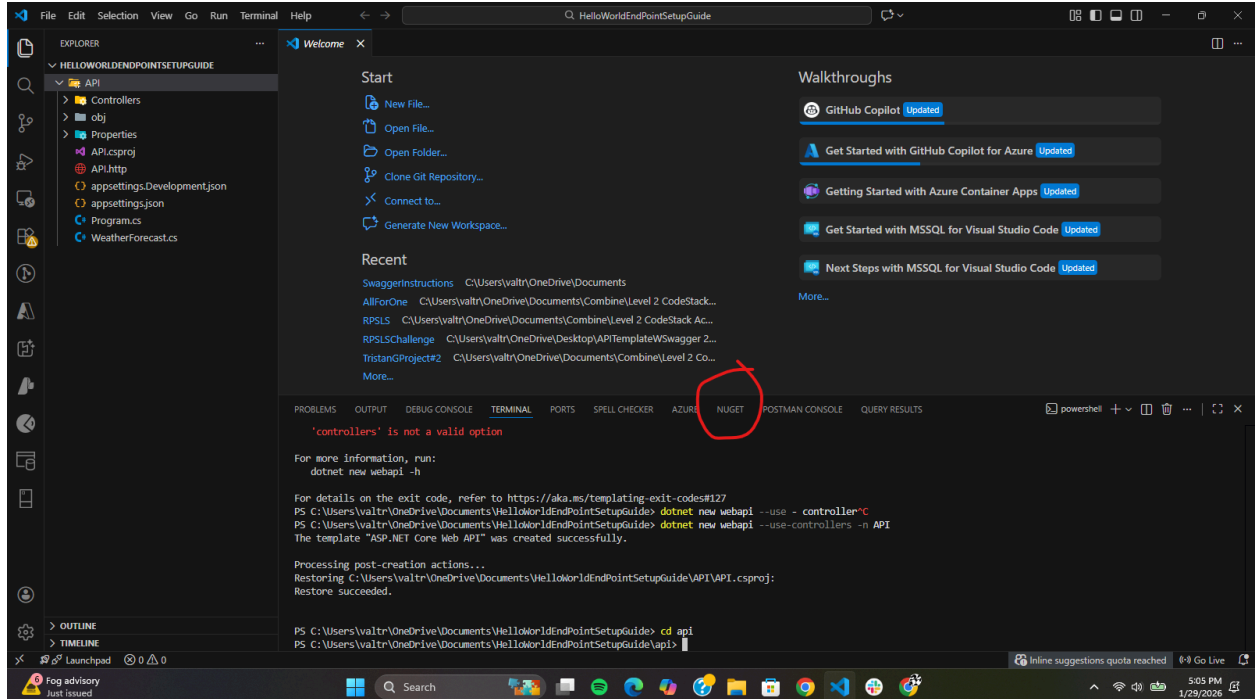 File Edit Selection View Go Run Terminal Help
HelloWorldEndPointSetupGuide
EXPLORER
HELLOWORLDENDPOINTSETUPGUIDE
API
Controllers
obj
Properties
API.csproj
API.http
appsettings.Development.json
appsettings.json
Program.cs
WeatherForecast.cs
OUTLINE
TIMELINE
Welcome
Start
New File...
Open File...
Open Folder...
Clone Git Repository...
Connect to...
Generate New Workspace...
Recent
SwaggerInstructions C:\Users\valtr\OneDrive\Documents
AllForOne C:\Users\valtr\OneDrive\Documents\Combine\Level 2 CodeStack...
RPSLS C:\Users\valtr\OneDrive\Documents\Combine\Level 2 CodeStack Ac...
RPSLSChallenge C:\Users\valtr\OneDrive\Desktop\APITemplateWSwagger 2...
TristanGProject#2 C:\Users\valtr\OneDrive\Documents\Combine\Level 2 Co...
More...
Walkthroughs
GitHub Copilot Updated
Get Started with GitHub Copilot for Azure Updated
Getting Started with Azure Container Apps Updated
Get Started with MSSQL for Visual Studio Code Updated
Next Steps with MSSQL for Visual Studio Code Updated
More...
PROBLEMS OUTPUT DEBUG CONSOLE TERMINAL PORTS SPELL CHECKER AZURE NUGET POSTMAN CONSOLE QUERY RESULTS
powershell
'controllers' is not a valid option
For more information, run:
dotnet new webapi -h
For details on the exit code, refer to https://aka.ms/templating-exit-codes#127
PS C:\Users\valtr\OneDrive\Documents\HelloWorldEndPointSetupGuide> dotnet new webapi --use - controller^C
PS C:\Users\valtr\OneDrive\Documents\HelloWorldEndPointSetupGuide> dotnet new webapi --use-controllers -n API
The template "ASP.NET Core Web API" was created successfully.
Processing post-creation actions...
Restoring C:\Users\valtr\OneDrive\Documents\HelloWorldEndPointSetupGuide\API\API.csproj:
Restore succeeded.
PS C:\Users\valtr\OneDrive\Documents\HelloWorldEndPointSetupGuide> cd api
PS C:\Users\valtr\OneDrive\Documents\HelloWorldEndPointSetupGuide\api>
Launchpad 0 0
Inline suggestions quota reached
Go Live
6
Fog advisory
Just issued
Search
5:05 PM
1/29/2026